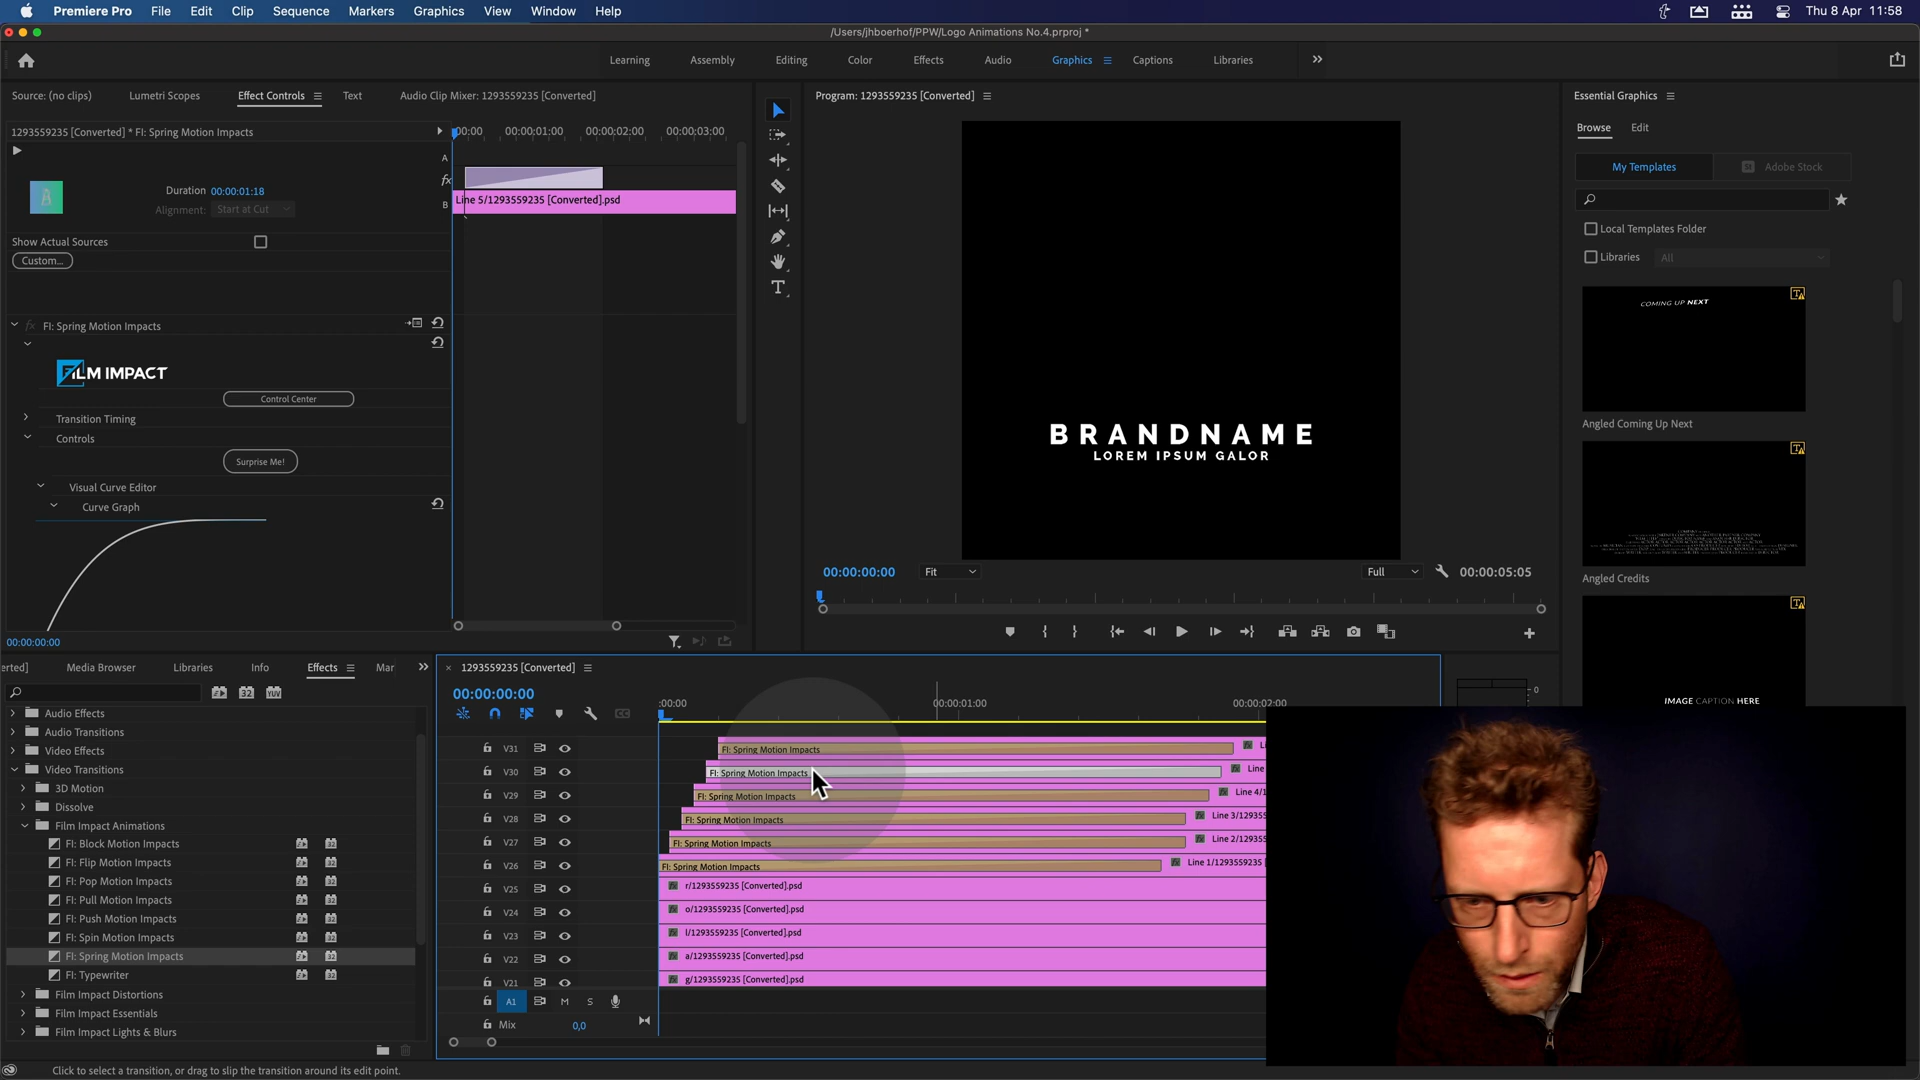 Premiere Pro File Edit Clip Sequence Markers Graphics View Window Help Thu 8 Apr 11:58
/Users/jhboerhof/PPW/Logo Animations No.4.prproj *
Learning Assembly Editing Color Effects Audio Graphics Captions Libraries
Source: (no clips) Lumetri Scopes Effect Controls Text Audio Clip Mixer: 1293559235 [Converted]
Program: 1293559235 [Converted]
Essential Graphics
Browse Edit
1293559235 [Converted] * FI: Spring Motion Impacts
:00:00 00:00:01:00 00:00:02:00 00:00:03:00
A
fx
B
Line 5/1293559235 [Converted].psd
Duration 00:00:01:18
Alignment: Start at Cut
Show Actual Sources
Custom...
fx FI: Spring Motion Impacts
FILM IMPACT
Control Center
Transition Timing
Controls
Surprise Me!
Visual Curve Editor
Curve Graph
00:00:00:00
BRANDNAME
LOREM IPSUM GALOR
00:00:00:00 Fit Full 00:00:05:05
My Templates Adobe Stock
Local Templates Folder
Libraries All
COMING UP NEXT
Angled Coming Up Next
Angled Credits
IMAGE CAPTION HERE
erted] Media Browser Libraries Info Effects Mar
Audio Effects
Audio Transitions
Video Effects
Video Transitions
3D Motion
Dissolve
Film Impact Animations
FI: Block Motion Impacts
FI: Flip Motion Impacts
FI: Pop Motion Impacts
FI: Pull Motion Impacts
FI: Push Motion Impacts
FI: Spin Motion Impacts
FI: Spring Motion Impacts
FI: Typewriter
Film Impact Distortions
Film Impact Essentials
Film Impact Lights & Blurs
1293559235 [Converted]
00:00:00:00
:00:00 00:00:01:00 00:00:02:00
V31 FI: Spring Motion Impacts
V30 FI: Spring Motion Impacts Line
V29 FI: Spring Motion Impacts Line 4/1
V28 FI: Spring Motion Impacts Line 3/12935
V27 FI: Spring Motion Impacts Line 2/12935
V26 FI: Spring Motion Impacts Line 1/1293559235
V25 r/1293559235 [Converted].psd
V24 o/1293559235 [Converted].psd
V23 l/1293559235 [Converted].psd
V22 a/1293559235 [Converted].psd
V21 g/1293559235 [Converted].psd
A1 M S
Mix 0,0
0
Click to select a transition, or drag to slip the transition around its edit point.